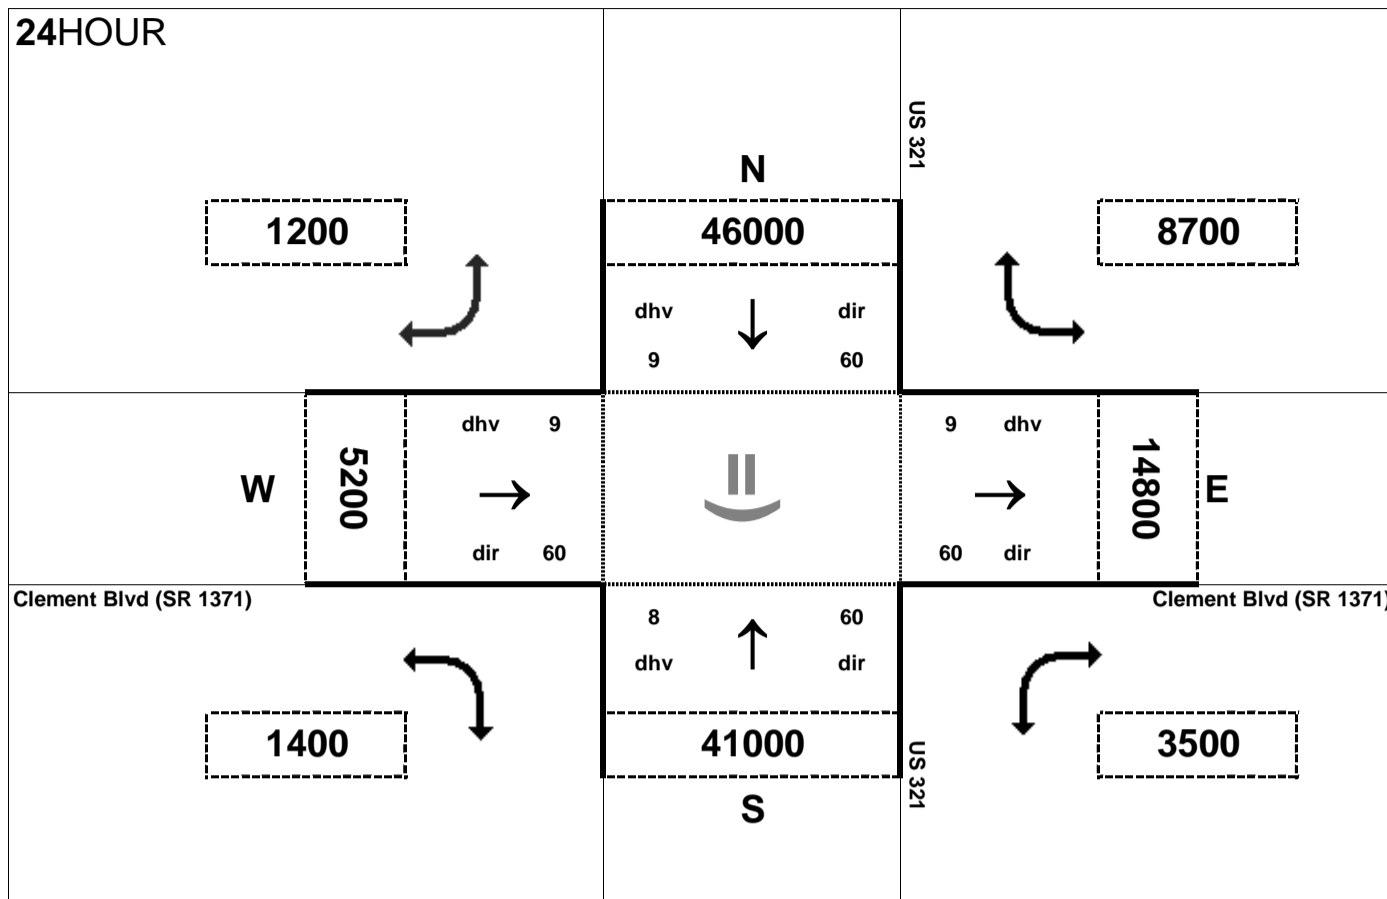 24HOUR
US 321
N
1200
46000
8700
dhv dir
9 60
dhv 9
9 dhv
W
5200
14800
E
dir 60
60 dir
Clement Blvd (SR 1371)
Clement Blvd (SR 1371)
8 60
dhv dir
1400
41000
3500
US 321
S